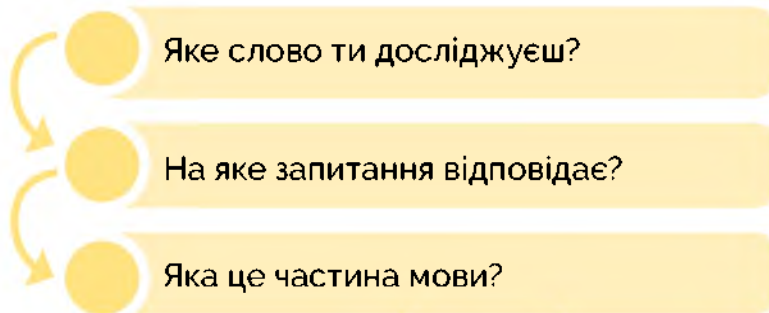 Яке слово ти досліджуєш?
На яке запитання відповідає?
Яка це частина мови?